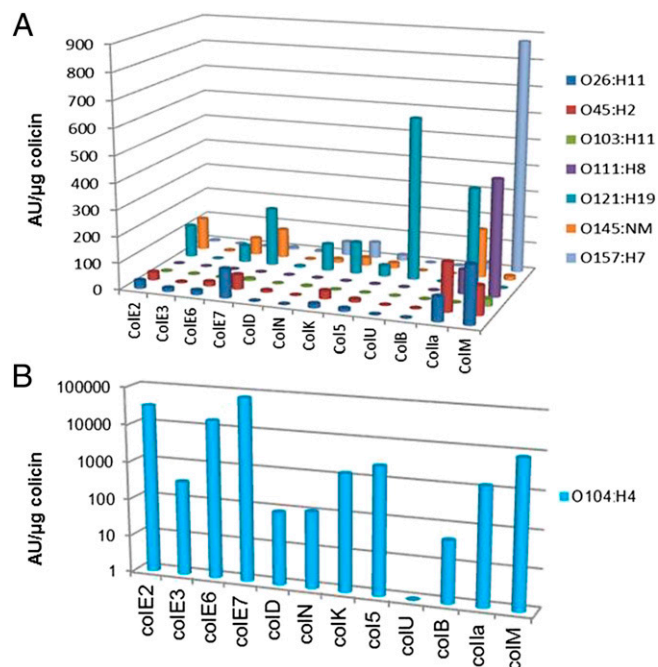 A
900
800
700
600
500
400
300
200
100
0
AU/µg colicin
ColE2
ColE3
ColE6
ColE7
ColD
ColN
ColK
Col5
ColU
ColB
ColIa
ColM
O26:H11
O45:H2
O103:H11
O111:H8
O121:H19
O145:NM
O157:H7
B
100000
10000
1000
100
10
1
AU/µg colicin
colE2
colE3
colE6
colE7
colD
colN
colK
col5
colU
colB
colIa
colM
O104:H4